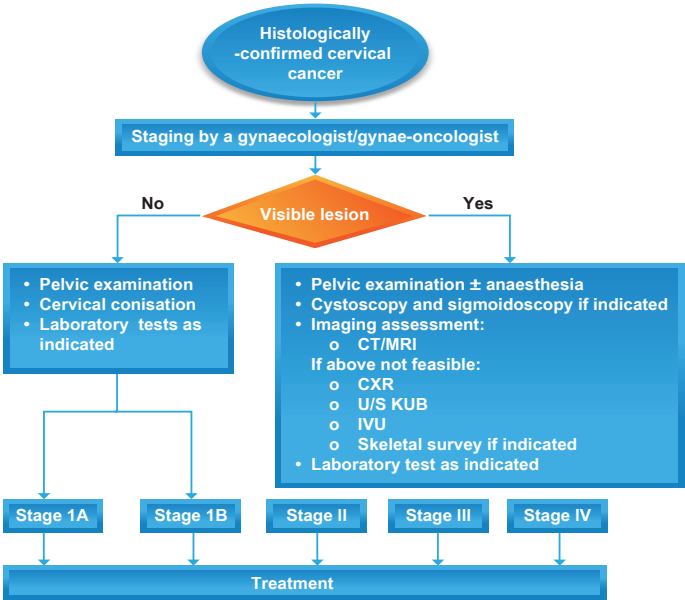 Histologically
-confirmed cervical
cancer
Staging by a gynaecologist/gynae-oncologist
No
Visible lesion
Yes
• Pelvic examination
• Cervical conisation
• Laboratory tests as
indicated
• Pelvic examination ± anaesthesia
• Cystoscopy and sigmoidoscopy if indicated
• Imaging assessment:
o CT/MRI
If above not feasible:
o CXR
o U/S KUB
o IVU
o Skeletal survey if indicated
• Laboratory test as indicated
Stage 1A
Stage 1B
Stage II
Stage III
Stage IV
Treatment